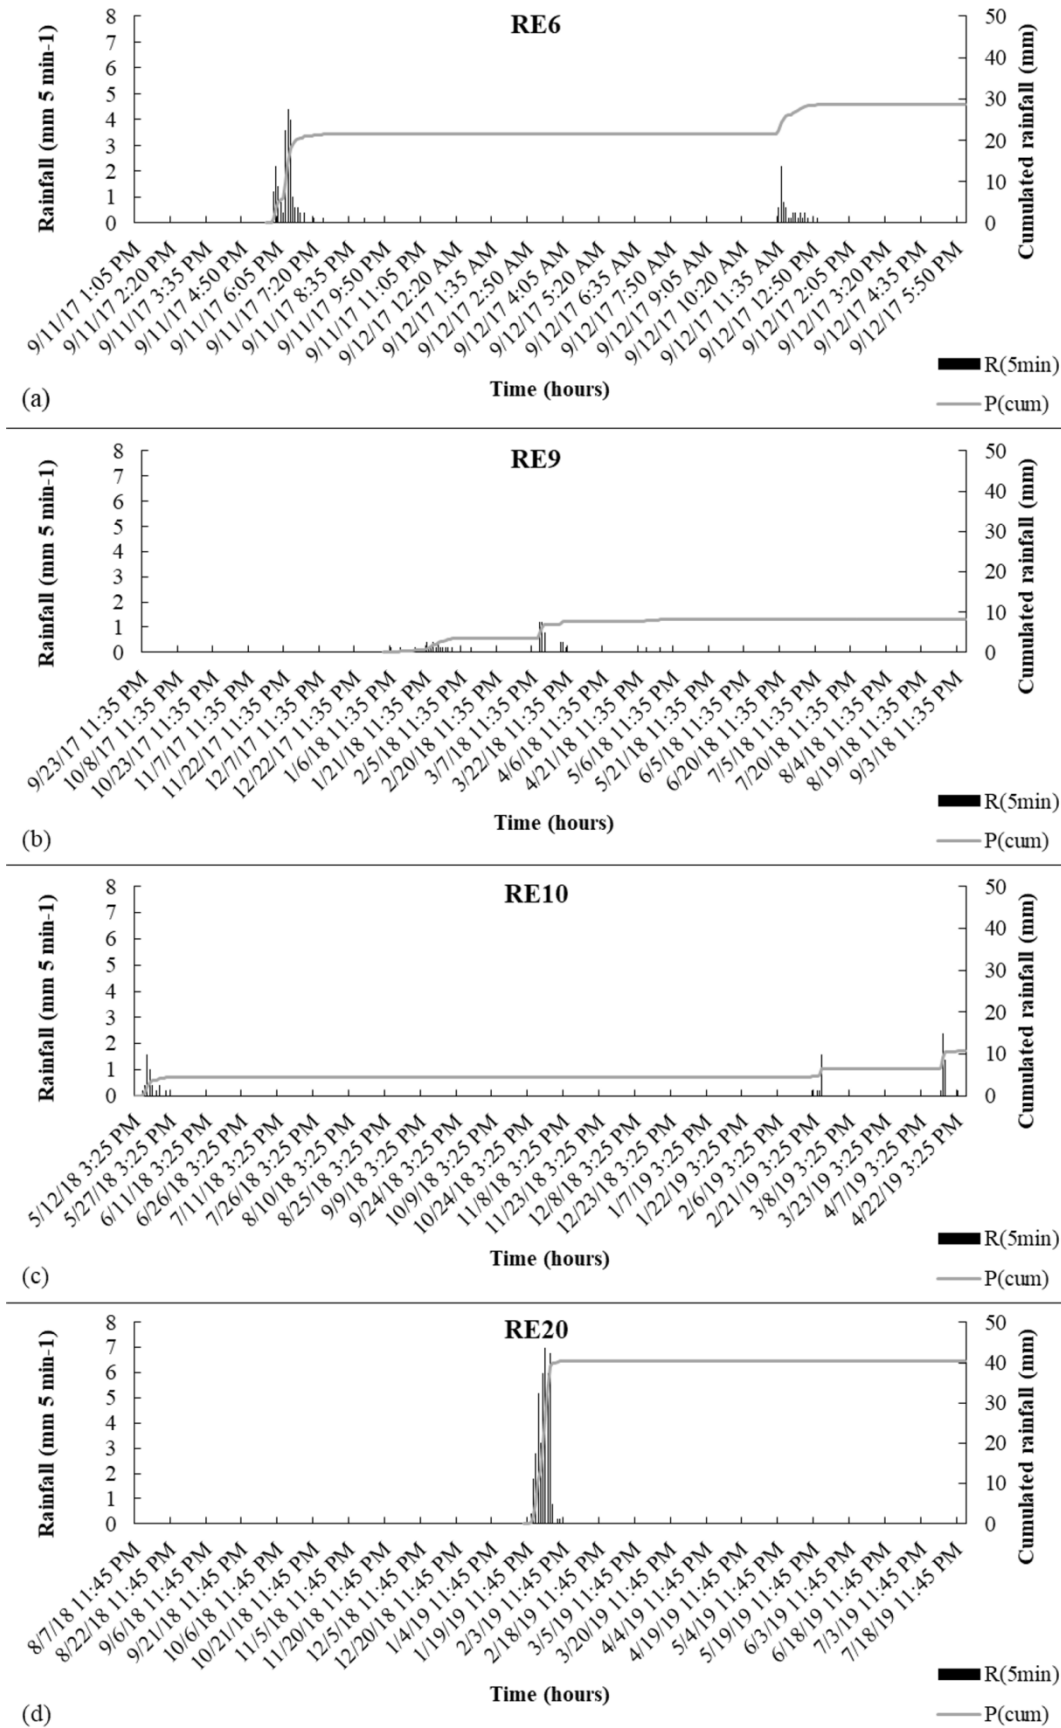 RE6
Rainfall (mm 5 min-1)
8
7
6
5
4
3
2
1
0
50
40
30
20
10
0
Cumulated rainfall (mm)
9/11/17 1:05 PM
9/11/17 2:20 PM
9/11/17 3:35 PM
9/11/17 4:50 PM
9/11/17 6:05 PM
9/11/17 7:20 PM
9/11/17 8:35 PM
9/11/17 9:50 PM
9/11/17 11:05 PM
9/12/17 12:20 AM
9/12/17 1:35 AM
9/12/17 2:50 AM
9/12/17 4:05 AM
9/12/17 5:20 AM
9/12/17 6:35 AM
9/12/17 7:50 AM
9/12/17 9:05 AM
9/12/17 10:20 AM
9/12/17 11:35 AM
9/12/17 12:50 PM
9/12/17 2:05 PM
9/12/17 3:20 PM
9/12/17 4:35 PM
9/12/17 5:50 PM
Time (hours)
R(5min)
P(cum)
(a)
RE9
Rainfall (mm 5 min-1)
8
7
6
5
4
3
2
1
0
50
40
30
20
10
0
Cumulated rainfall (mm)
9/23/17 11:35 PM
10/8/17 11:35 PM
10/23/17 11:35 PM
11/7/17 11:35 PM
11/22/17 11:35 PM
12/7/17 11:35 PM
12/22/17 11:35 PM
1/6/18 11:35 PM
1/21/18 11:35 PM
2/5/18 11:35 PM
2/20/18 11:35 PM
3/7/18 11:35 PM
3/22/18 11:35 PM
4/6/18 11:35 PM
4/21/18 11:35 PM
5/6/18 11:35 PM
5/21/18 11:35 PM
6/5/18 11:35 PM
6/20/18 11:35 PM
7/5/18 11:35 PM
7/20/18 11:35 PM
8/4/18 11:35 PM
8/19/18 11:35 PM
9/3/18 11:35 PM
Time (hours)
R(5min)
P(cum)
(b)
RE10
Rainfall (mm 5 min-1)
8
7
6
5
4
3
2
1
0
50
40
30
20
10
0
Cumulated rainfall (mm)
5/12/18 3:25 PM
5/27/18 3:25 PM
6/11/18 3:25 PM
6/26/18 3:25 PM
7/11/18 3:25 PM
7/26/18 3:25 PM
8/10/18 3:25 PM
8/25/18 3:25 PM
9/9/18 3:25 PM
9/24/18 3:25 PM
10/9/18 3:25 PM
10/24/18 3:25 PM
11/8/18 3:25 PM
11/23/18 3:25 PM
12/8/18 3:25 PM
12/23/18 3:25 PM
1/7/19 3:25 PM
1/22/19 3:25 PM
2/6/19 3:25 PM
2/21/19 3:25 PM
3/8/19 3:25 PM
3/23/19 3:25 PM
4/7/19 3:25 PM
4/22/19 3:25 PM
Time (hours)
R(5min)
P(cum)
(c)
RE20
Rainfall (mm 5 min-1)
8
7
6
5
4
3
2
1
0
50
40
30
20
10
0
Cumulated rainfall (mm)
8/7/18 11:45 PM
8/22/18 11:45 PM
9/6/18 11:45 PM
9/21/18 11:45 PM
10/6/18 11:45 PM
10/21/18 11:45 PM
11/5/18 11:45 PM
11/20/18 11:45 PM
12/5/18 11:45 PM
12/20/18 11:45 PM
1/4/19 11:45 PM
1/19/19 11:45 PM
2/3/19 11:45 PM
2/18/19 11:45 PM
3/5/19 11:45 PM
3/20/19 11:45 PM
4/4/19 11:45 PM
4/19/19 11:45 PM
5/4/19 11:45 PM
5/19/19 11:45 PM
6/3/19 11:45 PM
6/18/19 11:45 PM
7/3/19 11:45 PM
7/18/19 11:45 PM
Time (hours)
R(5min)
P(cum)
(d)